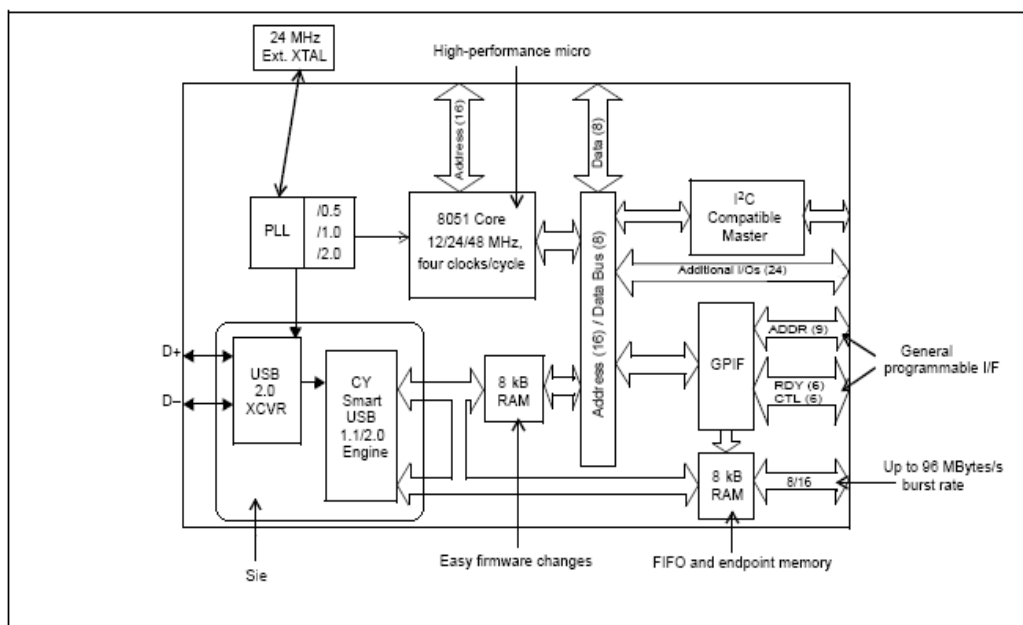 24 MHz
Ext. XTAL
High-performance micro
Address (16)
Data (8)
PLL
/0.5
/1.0
/2.0
8051 Core
12/24/48 MHz,
four clocks/cycle
Address (16) / Data Bus (8)
I²C
Compatible
Master
Additional I/Os (24)
ADDR (9)
GPIF
RDY (6)
CTL (6)
General
programmable I/F
D+
D–
USB
2.0
XCVR
CY
Smart
USB
1.1/2.0
Engine
8 kB
RAM
8 kB
RAM
8/16
Up to 96 MBytes/s
burst rate
Sie
Easy firmware changes
FIFO and endpoint memory